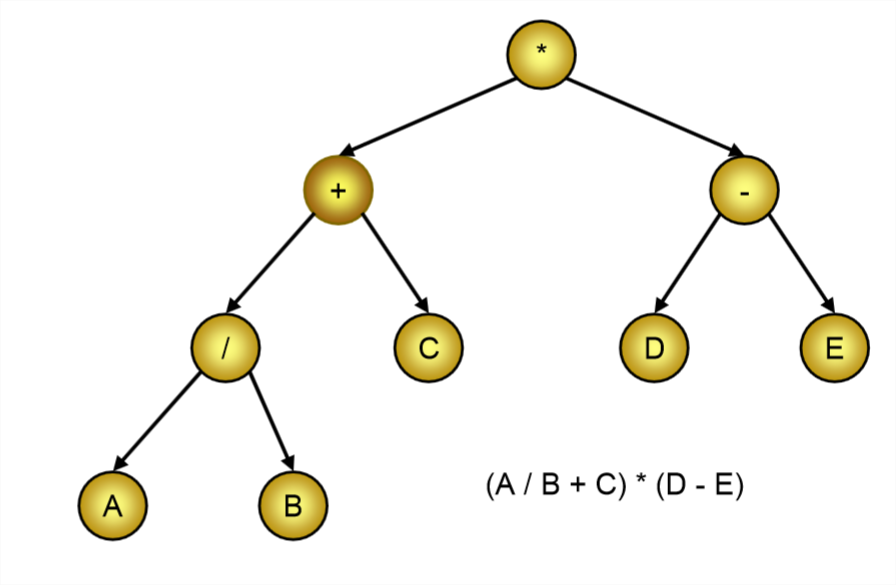 *
+
-
/
C
D
E
A
B
(A / B + C) * (D - E)